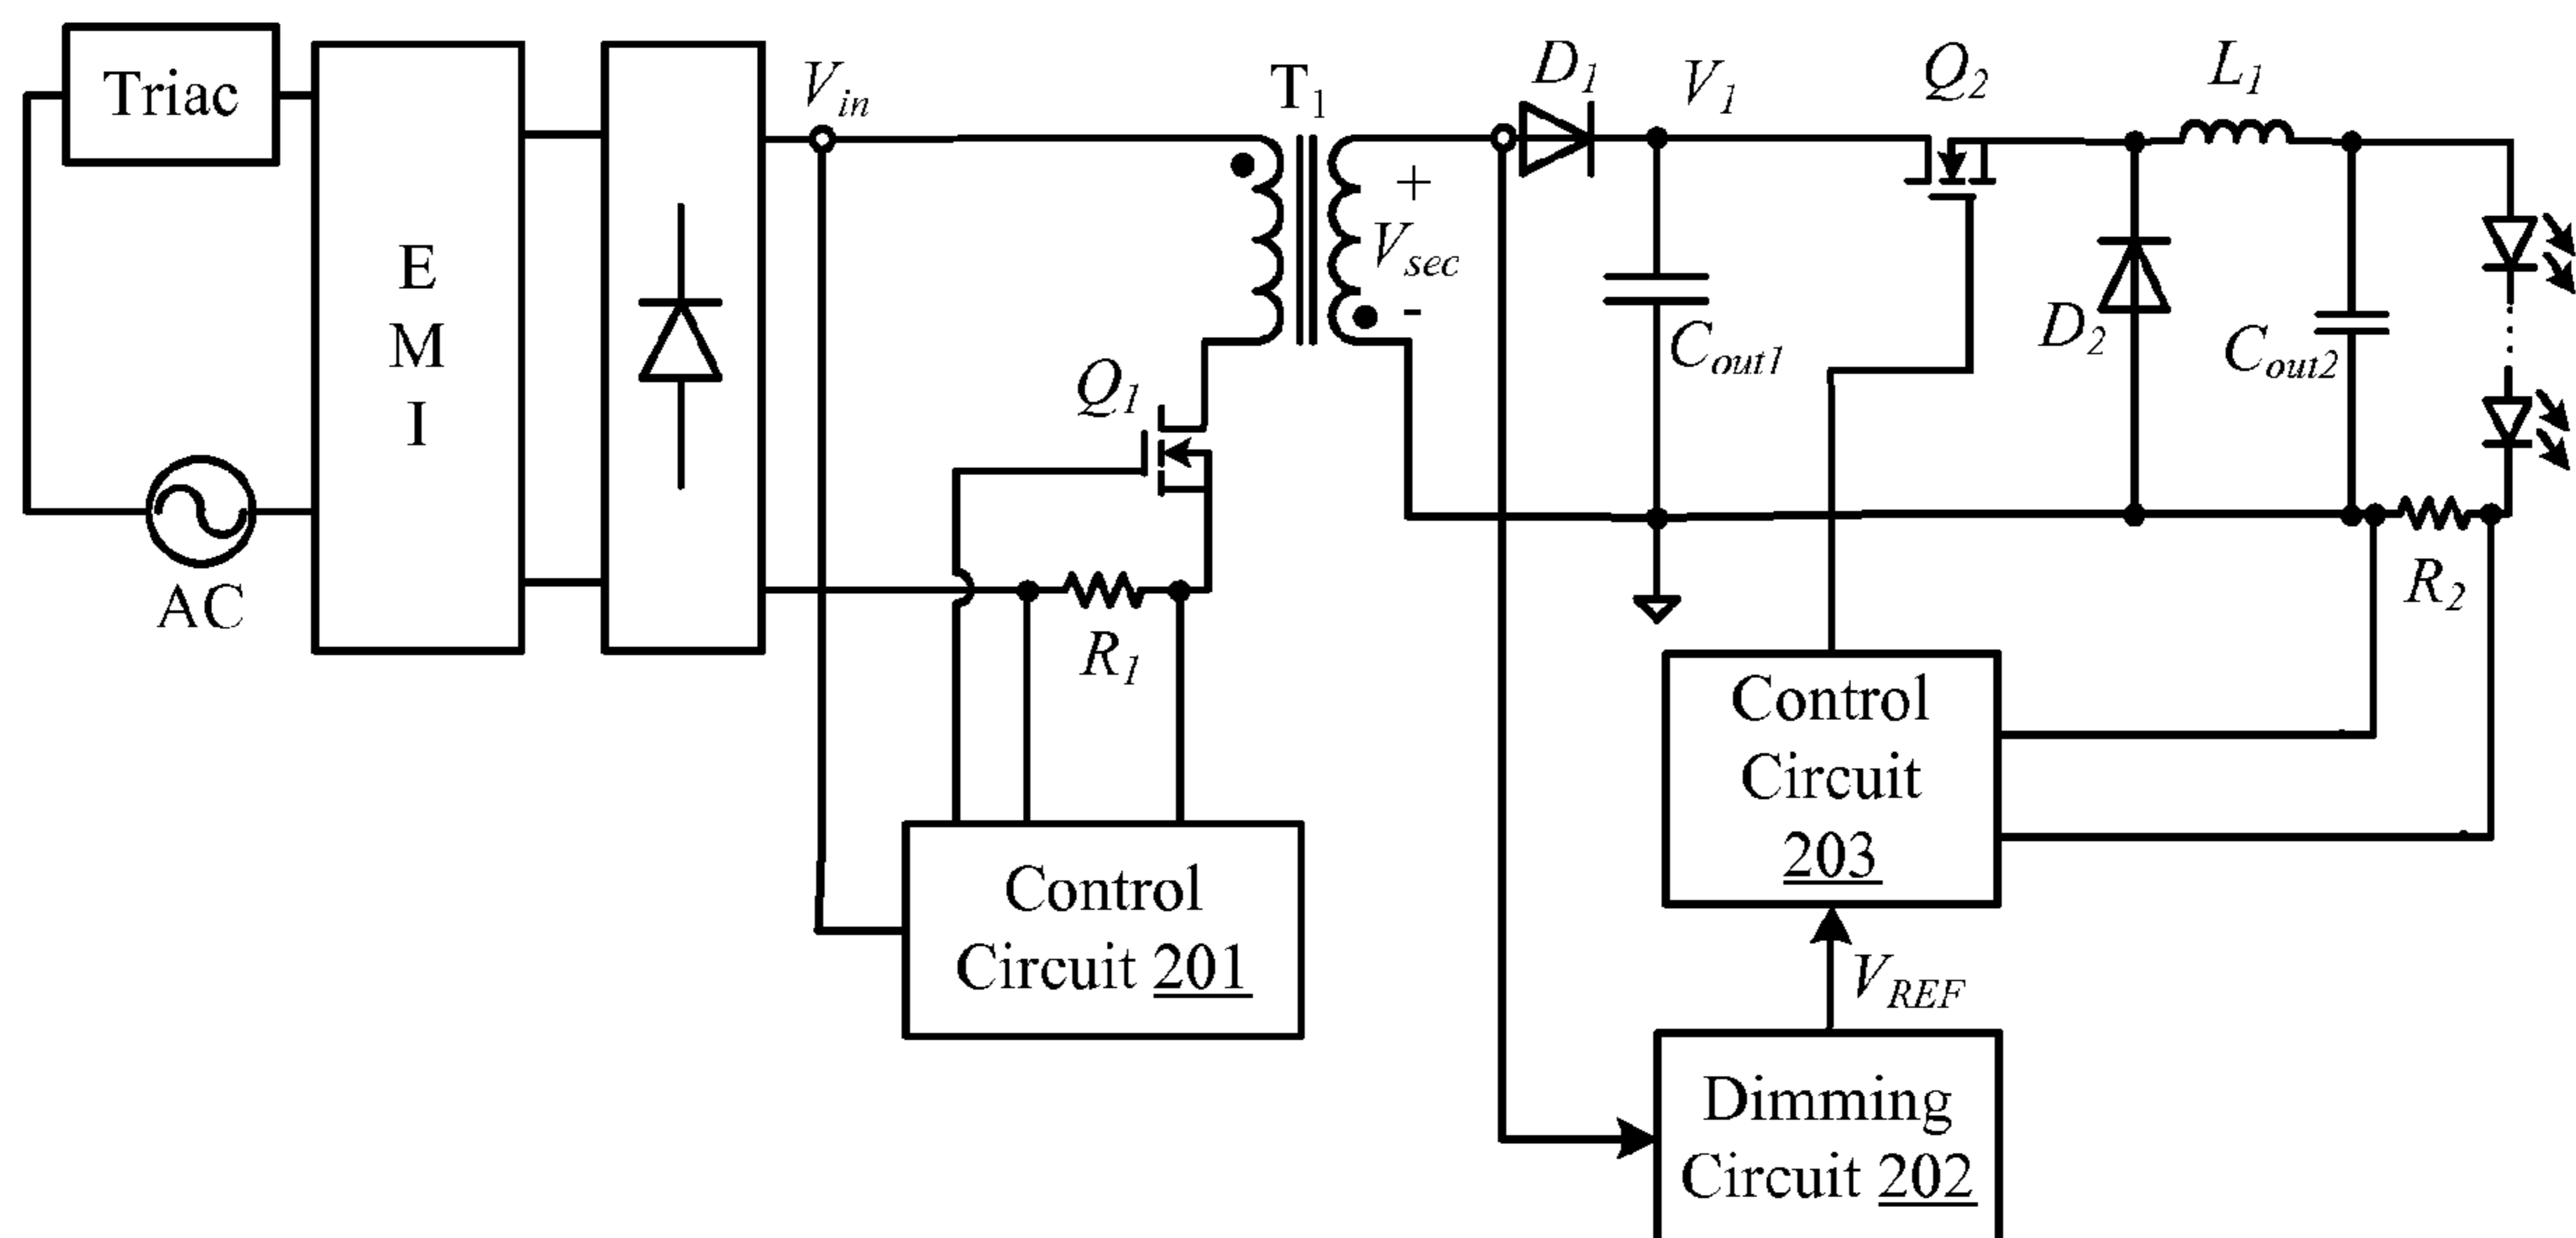 Triac
E
M
I
AC
V_in
T_1
Q_1
R_1
Control
Circuit 201
D_1
V_1
Q_2
L_1
+
V_sec
-
C_out1
D_2
C_out2
R_2
Control
Circuit
203
V_REF
Dimming
Circuit 202